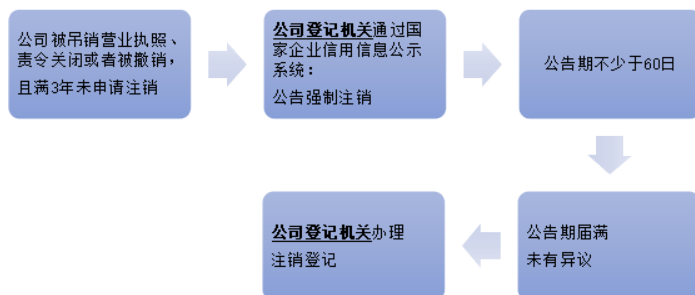 公司被吊销营业执照、
责令关闭或者被撤销，
且满3年未申请注销
公司登记机关通过国
家企业信用信息公示
系统：
公告强制注销
公告期不少于60日
公告期届满
未有异议
公司登记机关办理
注销登记